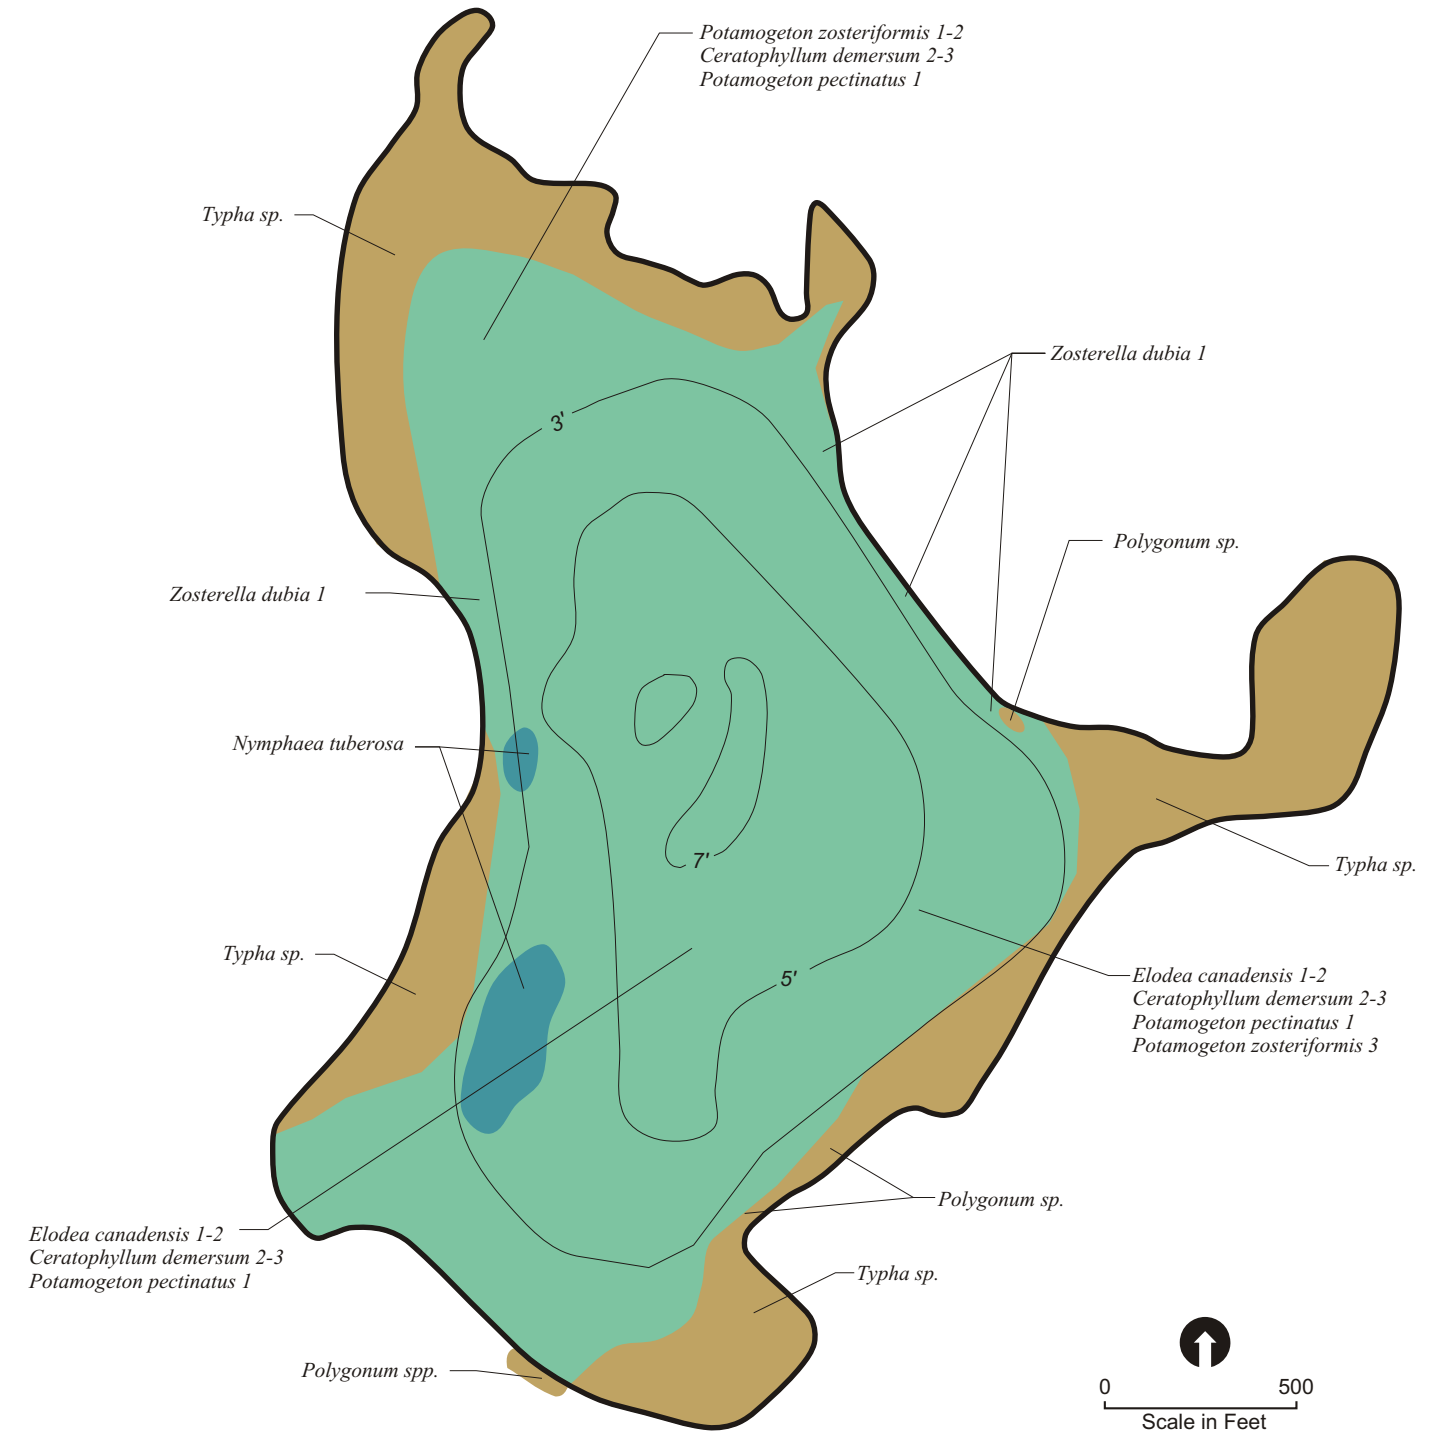 Potamogeton zosteriformis 1-2
Ceratophyllum demersum 2-3
Potamogeton pectinatus 1
Typha sp.
Zosterella dubia 1
3'
Polygonum sp.
Zosterella dubia 1
Nymphaea tuberosa
7'
Typha sp.
Typha sp.
5'
Elodea canadensis 1-2
Ceratophyllum demersum 2-3
Potamogeton pectinatus 1
Potamogeton zosteriformis 3
Polygonum sp.
Elodea canadensis 1-2
Ceratophyllum demersum 2-3
Potamogeton pectinatus 1
Typha sp.
Polygonum spp.
0 500
Scale in Feet